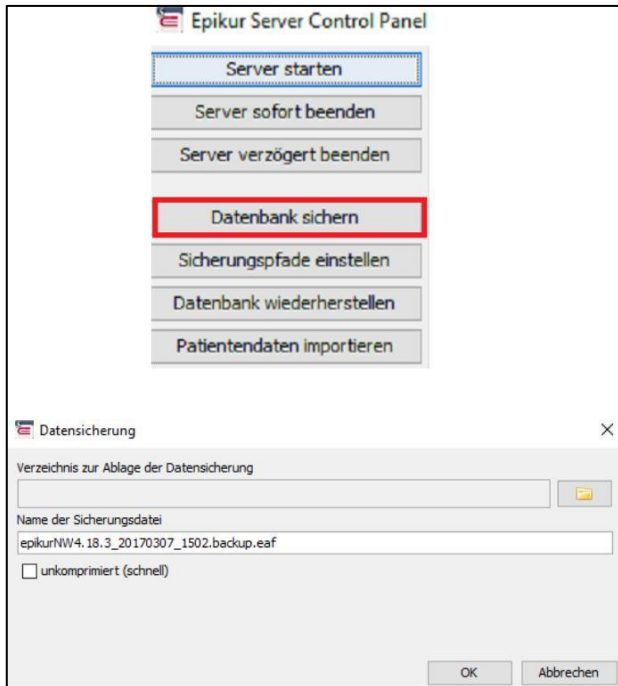 Epikur Server Control Panel
Server starten
Server sofort beenden
Server verzögert beenden
Datenbank sichern
Sicherungspfade einstellen
Datenbank wiederherstellen
Patientendaten importieren
Datensicherung
Verzeichnis zur Ablage der Datensicherung
Name der Sicherungsdatei
epikurNW4.18.3_20170307_1502.backup.eaf
unkomprimiert (schnell)
OK Abbrechen